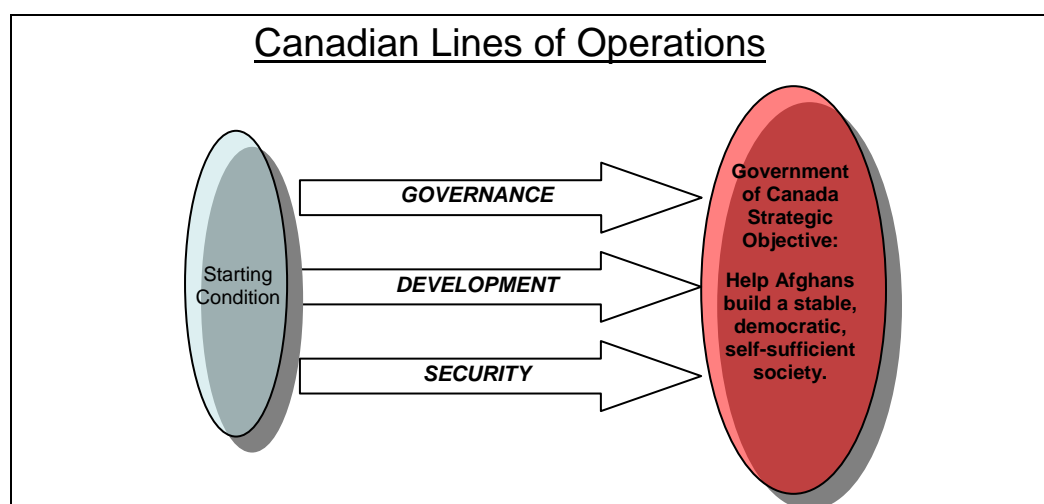 Canadian Lines of Operations
GOVERNANCE
DEVELOPMENT
SECURITY
Starting
Condition
Government
of Canada
Strategic
Objective:
Help Afghans
build a stable,
democratic,
self-sufficient
society.